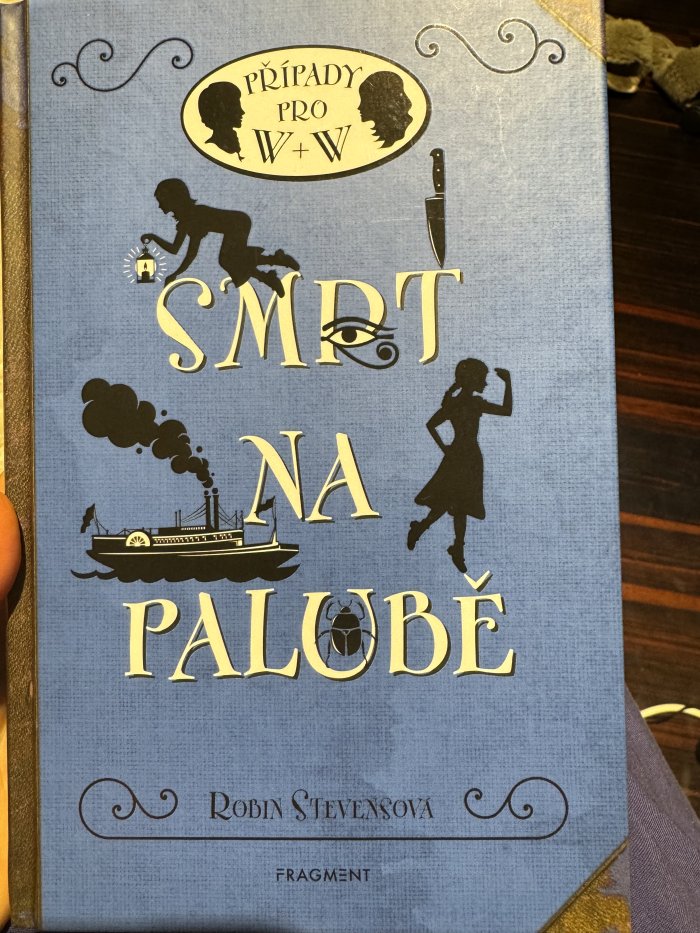 PŘÍPADY
PRO
W+W
SMRT
NA
PALUBĚ
ROBIN STEVENSOVÁ
FRAGMENT